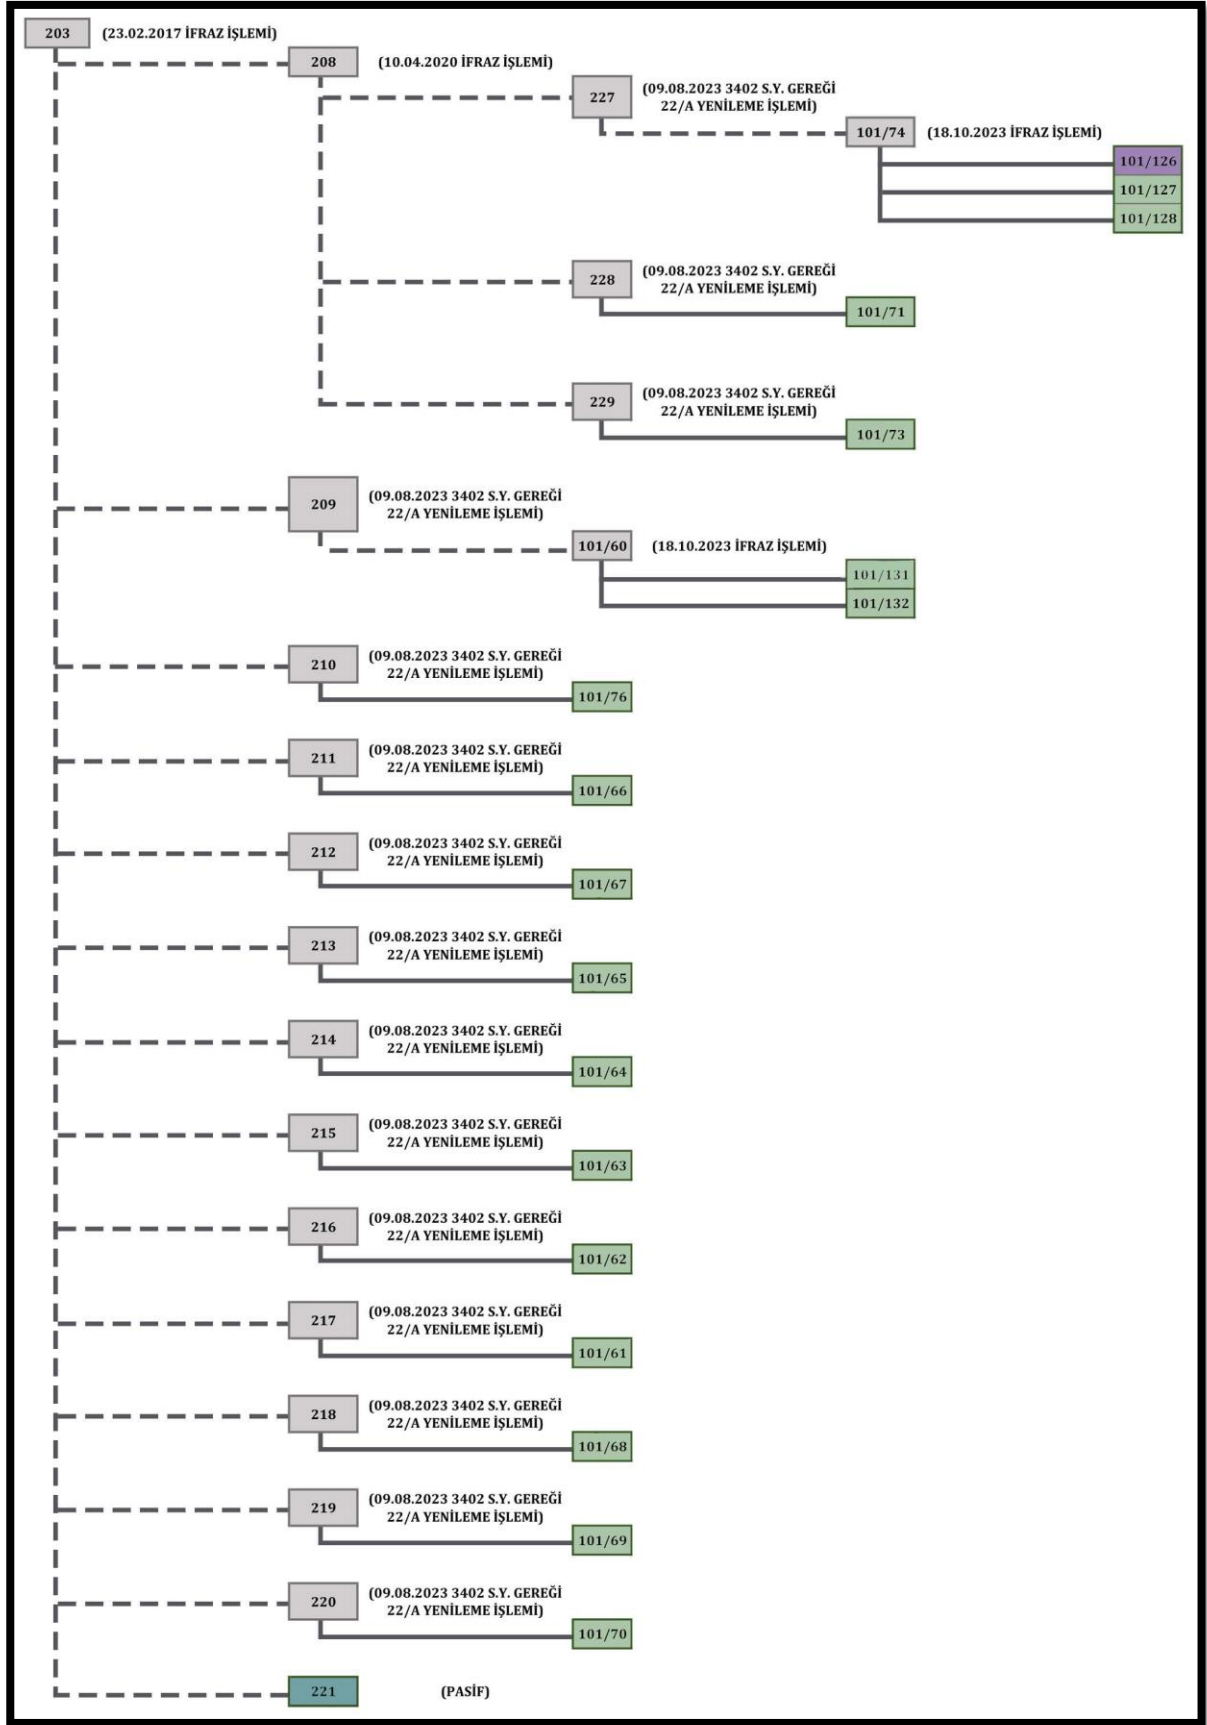 203 (23.02.2017 İFRAZ İŞLEMİ)
208 (10.04.2020 İFRAZ İŞLEMİ)
227 (09.08.2023 3402 S.Y. GEREĞİ
22/A YENİLEME İŞLEMİ)
101/74 (18.10.2023 İFRAZ İŞLEMİ)
101/126
101/127
101/128
228 (09.08.2023 3402 S.Y. GEREĞİ
22/A YENİLEME İŞLEMİ)
101/71
229 (09.08.2023 3402 S.Y. GEREĞİ
22/A YENİLEME İŞLEMİ)
101/73
209 (09.08.2023 3402 S.Y. GEREĞİ
22/A YENİLEME İŞLEMİ)
101/60 (18.10.2023 İFRAZ İŞLEMİ)
101/131
101/132
210 (09.08.2023 3402 S.Y. GEREĞİ
22/A YENİLEME İŞLEMİ)
101/76
211 (09.08.2023 3402 S.Y. GEREĞİ
22/A YENİLEME İŞLEMİ)
101/66
212 (09.08.2023 3402 S.Y. GEREĞİ
22/A YENİLEME İŞLEMİ)
101/67
213 (09.08.2023 3402 S.Y. GEREĞİ
22/A YENİLEME İŞLEMİ)
101/65
214 (09.08.2023 3402 S.Y. GEREĞİ
22/A YENİLEME İŞLEMİ)
101/64
215 (09.08.2023 3402 S.Y. GEREĞİ
22/A YENİLEME İŞLEMİ)
101/63
216 (09.08.2023 3402 S.Y. GEREĞİ
22/A YENİLEME İŞLEMİ)
101/62
217 (09.08.2023 3402 S.Y. GEREĞİ
22/A YENİLEME İŞLEMİ)
101/61
218 (09.08.2023 3402 S.Y. GEREĞİ
22/A YENİLEME İŞLEMİ)
101/68
219 (09.08.2023 3402 S.Y. GEREĞİ
22/A YENİLEME İŞLEMİ)
101/69
220 (09.08.2023 3402 S.Y. GEREĞİ
22/A YENİLEME İŞLEMİ)
101/70
221 (PASİF)